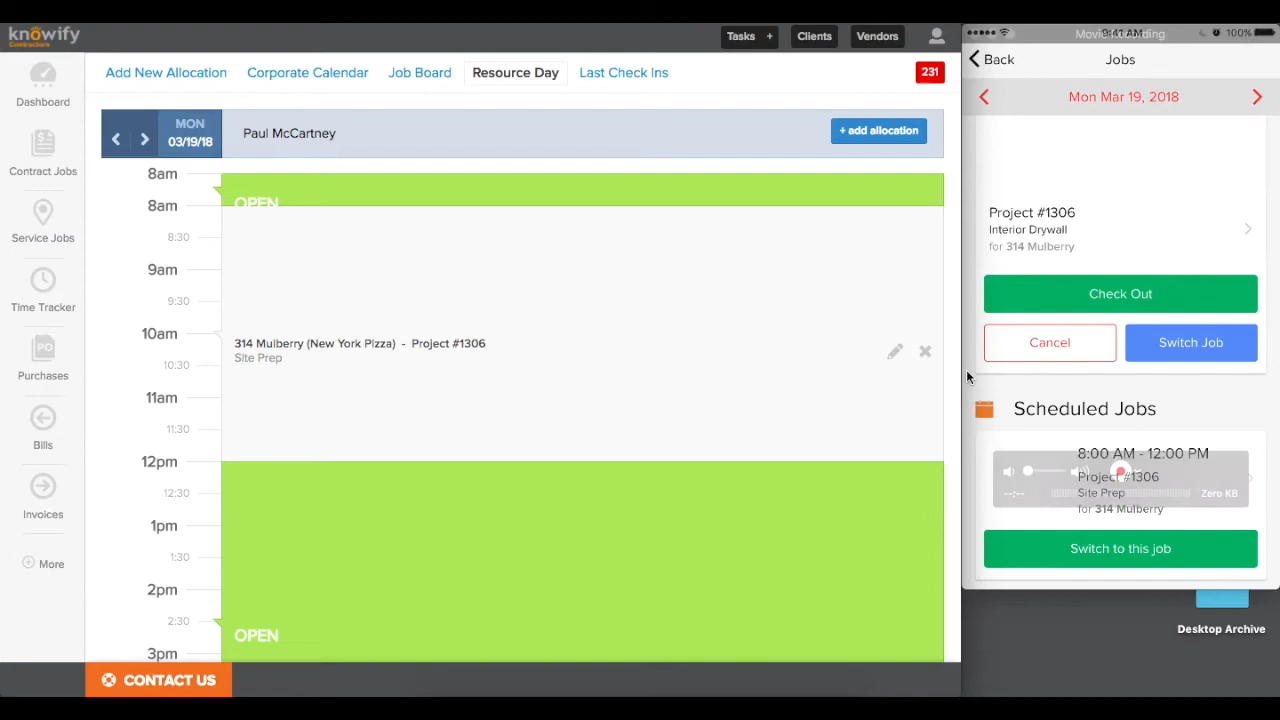 knowify
Contractors
Tasks +
Clients
Vendors
Dashboard
Contract Jobs
Service Jobs
Time Tracker
Purchases
PO
Bills
Invoices
More
Add New Allocation
Corporate Calendar
Job Board
Resource Day
Last Check Ins
231
MON
03/19/18
Paul McCartney
+ add allocation
8am
OPEN
8am
8:30
9am
9:30
10am
314 Mulberry (New York Pizza) - Project #1306
Site Prep
10:30
11am
11:30
12pm
12:30
1pm
1:30
2pm
2:30
OPEN
3pm
CONTACT US
100%
Back
Jobs
Mon Mar 19, 2018
Project #1306
Interior Drywall
for 314 Mulberry
Check Out
Cancel
Switch Job
Scheduled Jobs
8:00 AM - 12:00 PM
Project #1306
Site Prep
--:--
Zero KB
for 314 Mulberry
Switch to this job
Desktop Archive